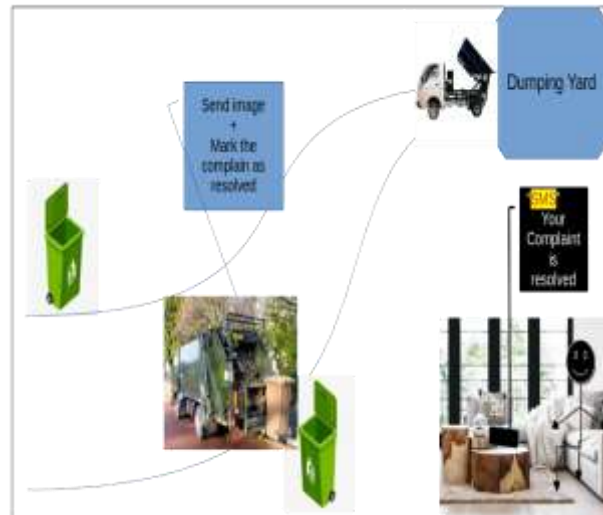 Dumping Yard
Send image
+
Mark the
complain as
resolved
"SMS"
Your
Complaint
is
resolved